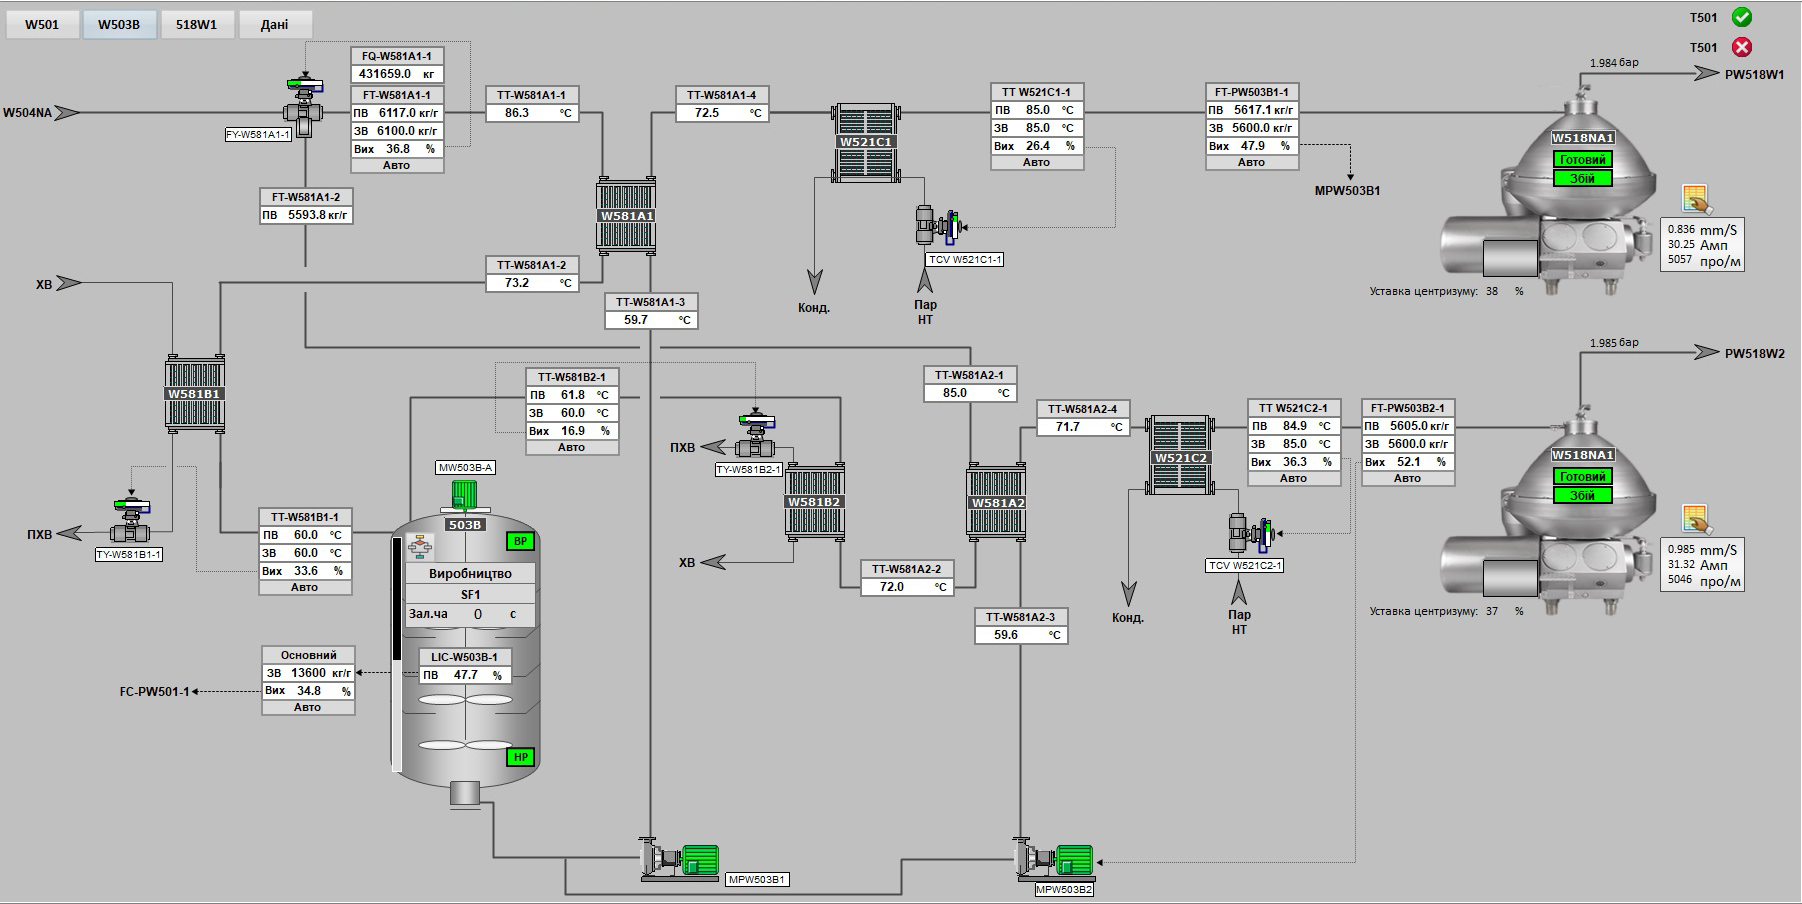 W501
W503B
518W1
Дані
T501
T501
FQ-W581A1-1
431659.0 кг
FT-W581A1-1
ПВ 6117.0 кг/г
ЗВ 6100.0 кг/г
Вих 36.8 %
Авто
W504NA
FY-W581A1-1
TT-W581A1-1
86.3 °C
TT-W581A1-4
72.5 °C
W521C1
TT W521C1-1
ПВ 85.0 °C
ЗВ 85.0 °C
Вих 26.4 %
Авто
FT-PW503B1-1
ПВ 5617.1 кг/г
ЗВ 5600.0 кг/г
Вих 47.9 %
Авто
MPW503B1
1.984 бар
PW518W1
W518NA1
Готовий
Збій
0.836 mm/S
30.25 Амп
5057 про/м
Уставка центризуму: 38 %
FT-W581A1-2
ПВ 5593.8 кг/г
W581A1
TCV W521C1-1
Конд.
Пар
НТ
TT-W581A1-2
73.2 °C
TT-W581A1-3
59.7 °C
ХВ
W581B1
ПХВ
TY-W581B1-1
TT-W581B1-1
ПВ 60.0 °C
ЗВ 60.0 °C
Вих 33.6 %
Авто
TT-W581B2-1
ПВ 61.8 °C
ЗВ 60.0 °C
Вих 16.9 %
Авто
ПХВ
TY-W581B2-1
W581B2
ХВ
TT-W581A2-1
85.0 °C
TT-W581A2-4
71.7 °C
W581A2
TT-W581A2-2
72.0 °C
TT-W581A2-3
59.6 °C
W521C2
TT W521C2-1
ПВ 84.9 °C
ЗВ 85.0 °C
Вих 36.3 %
Авто
FT-PW503B2-1
ПВ 5605.0 кг/г
ЗВ 5600.0 кг/г
Вих 52.1 %
Авто
TCV W521C2-1
Конд.
Пар
НТ
1.985 бар
PW518W2
W518NA1
Готовий
Збій
0.985 mm/S
31.32 Амп
5046 про/м
Уставка центризуму: 37 %
MW503B-A
503B
ВР
Виробництво
SF1
Зал.ча 0 с
LIC-W503B-1
ПВ 47.7 %
НР
Основний
ЗВ 13600 кг/г
Вих 34.8 %
Авто
FC-PW501-1
MPW503B1
MPW503B2